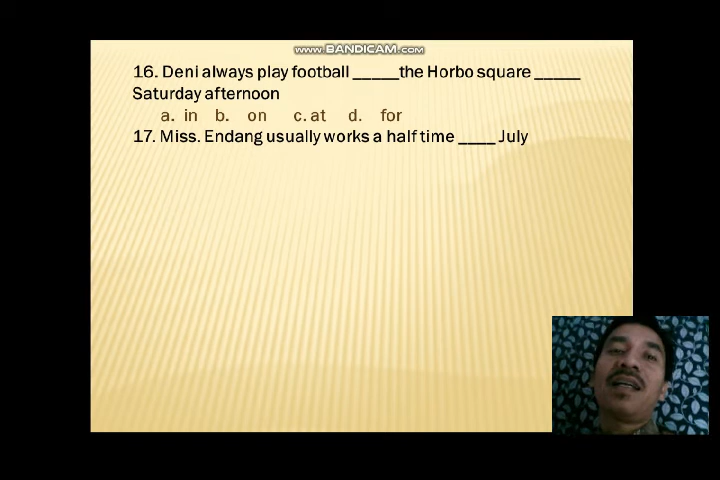 www.BANDICAM.com
16. Deni always play football _____the Horbo square _____
Saturday afternoon
a. in b. on c. at d. for
17. Miss. Endang usually works a half time ____ July